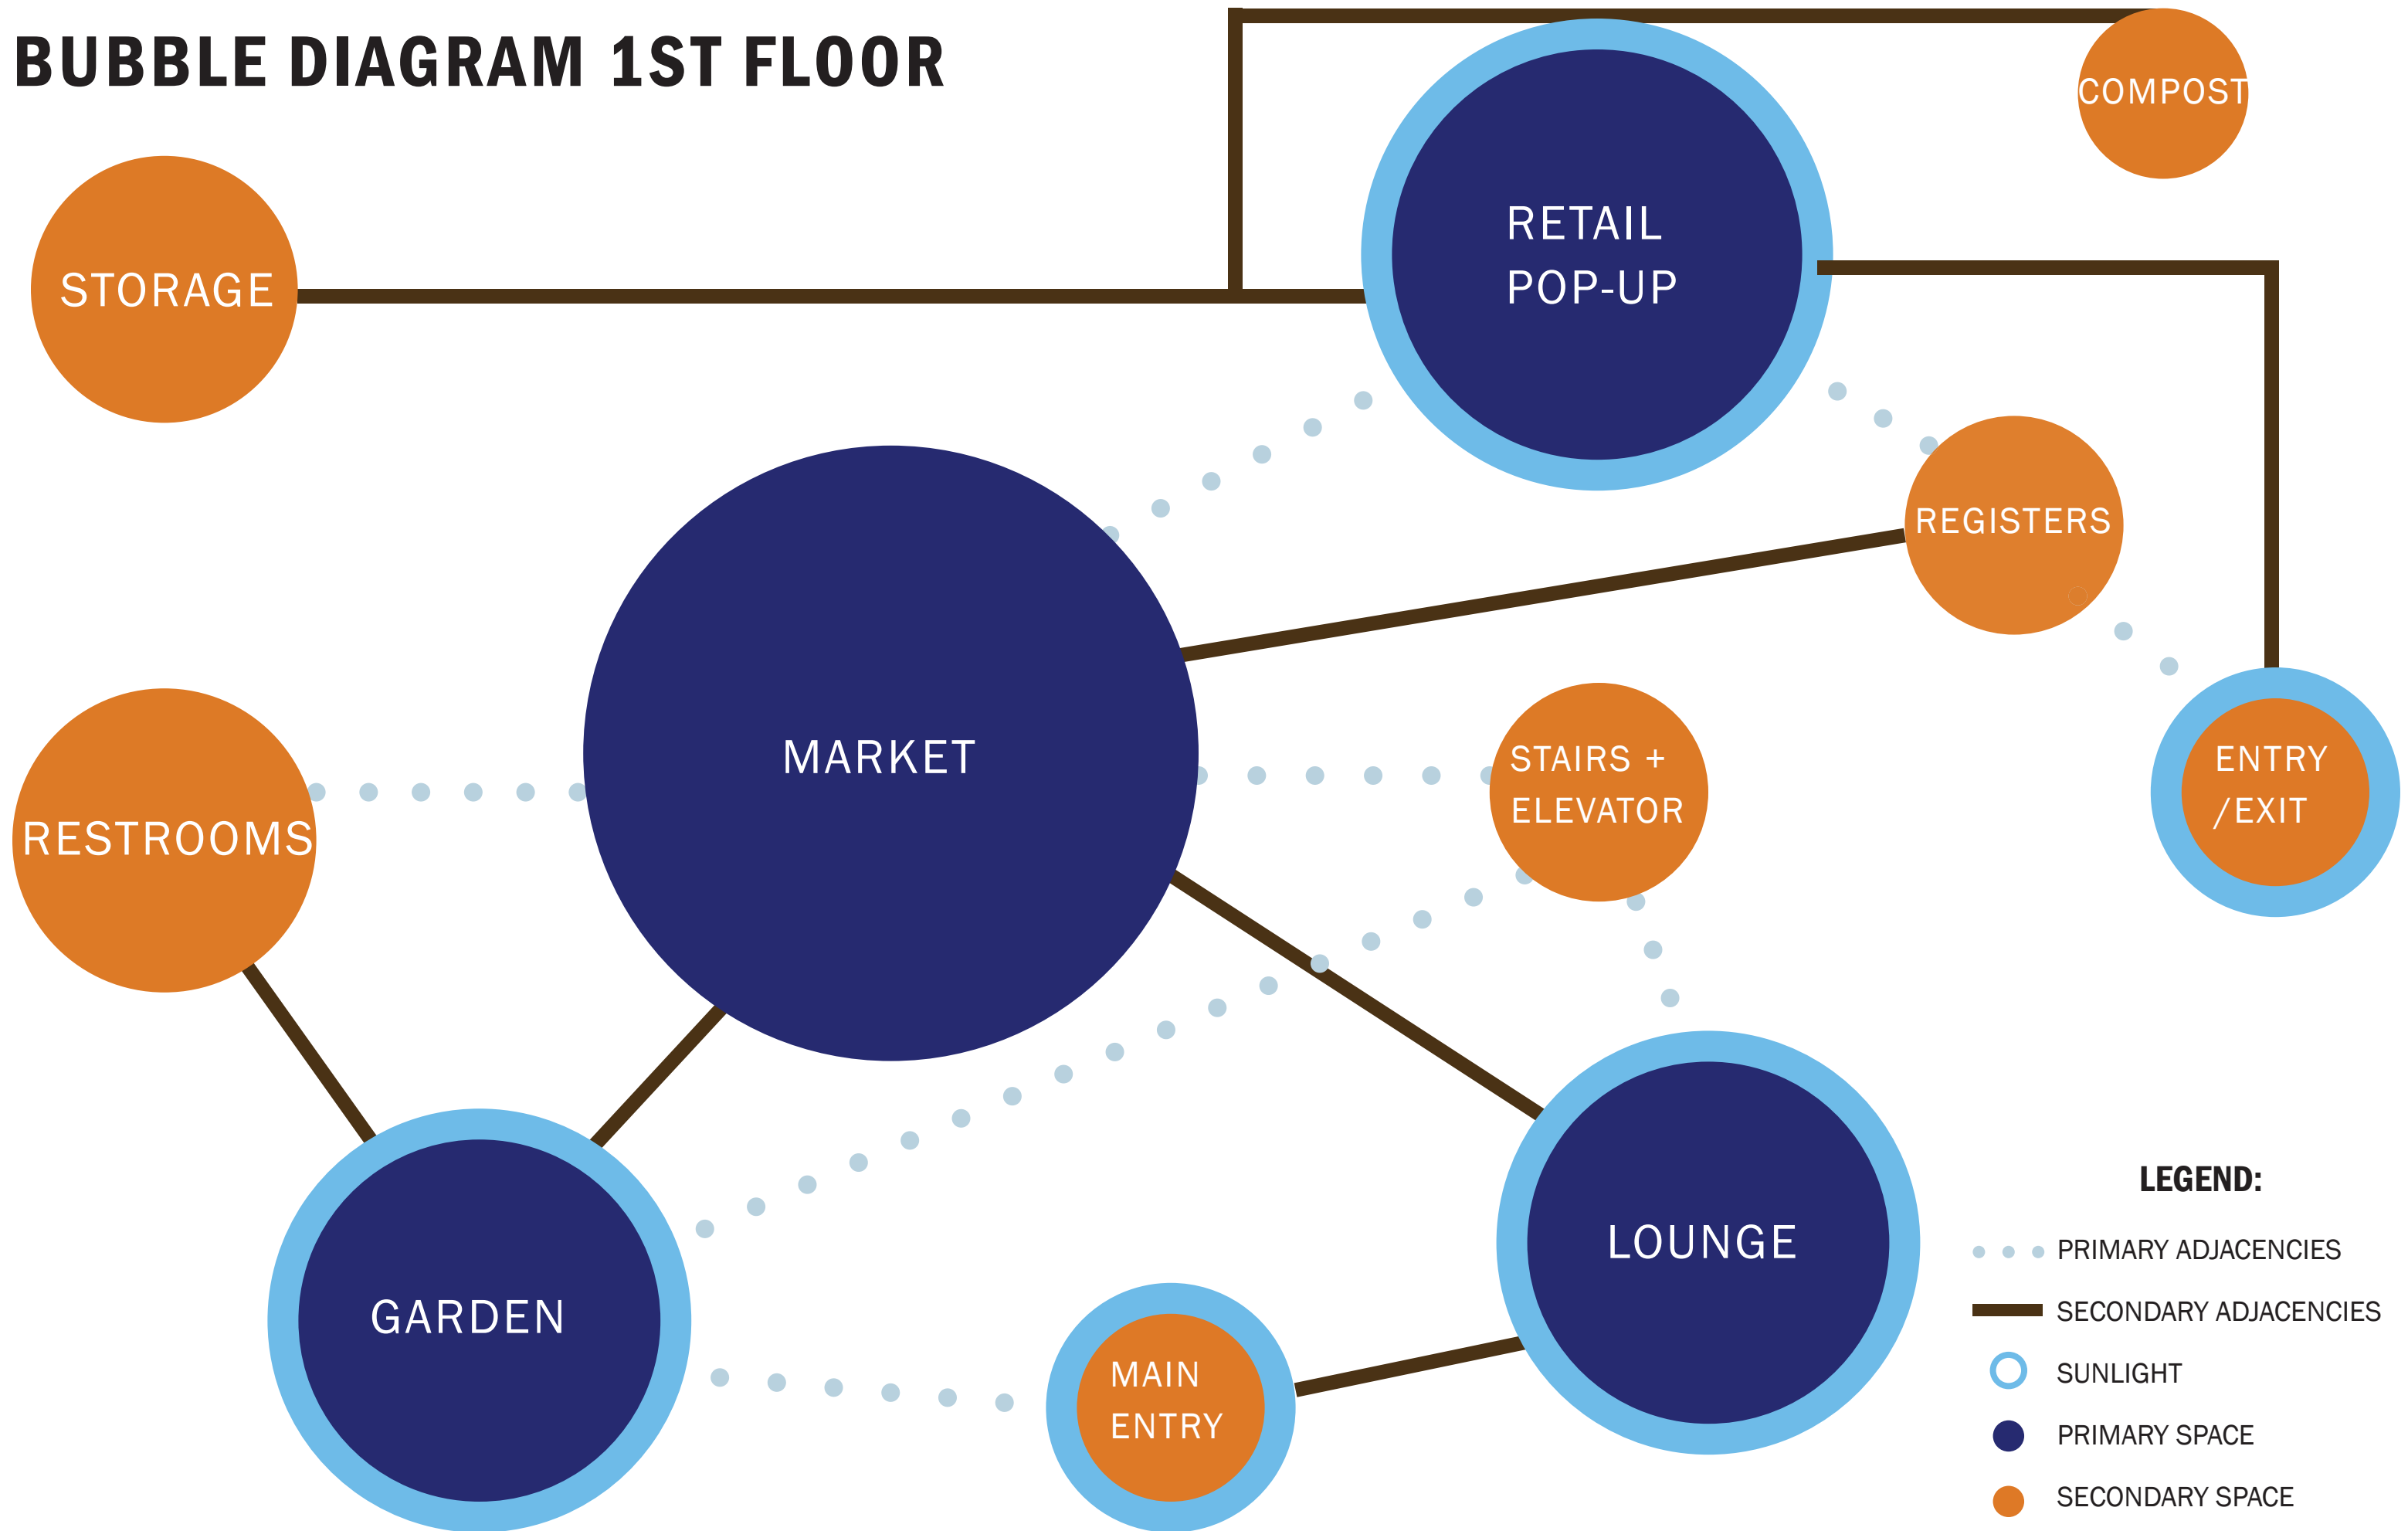 BUBBLE DIAGRAM 1ST FLOOR
COMPOST
RETAIL
POP-UP
STORAGE
REGISTERS
MARKET
STAIRS +
ELEVATOR
ENTRY
/EXIT
RESTROOMS
LOUNGE
GARDEN
MAIN
ENTRY
LEGEND:
PRIMARY ADJACENCIES
SECONDARY ADJACENCIES
SUNLIGHT
PRIMARY SPACE
SECONDARY SPACE